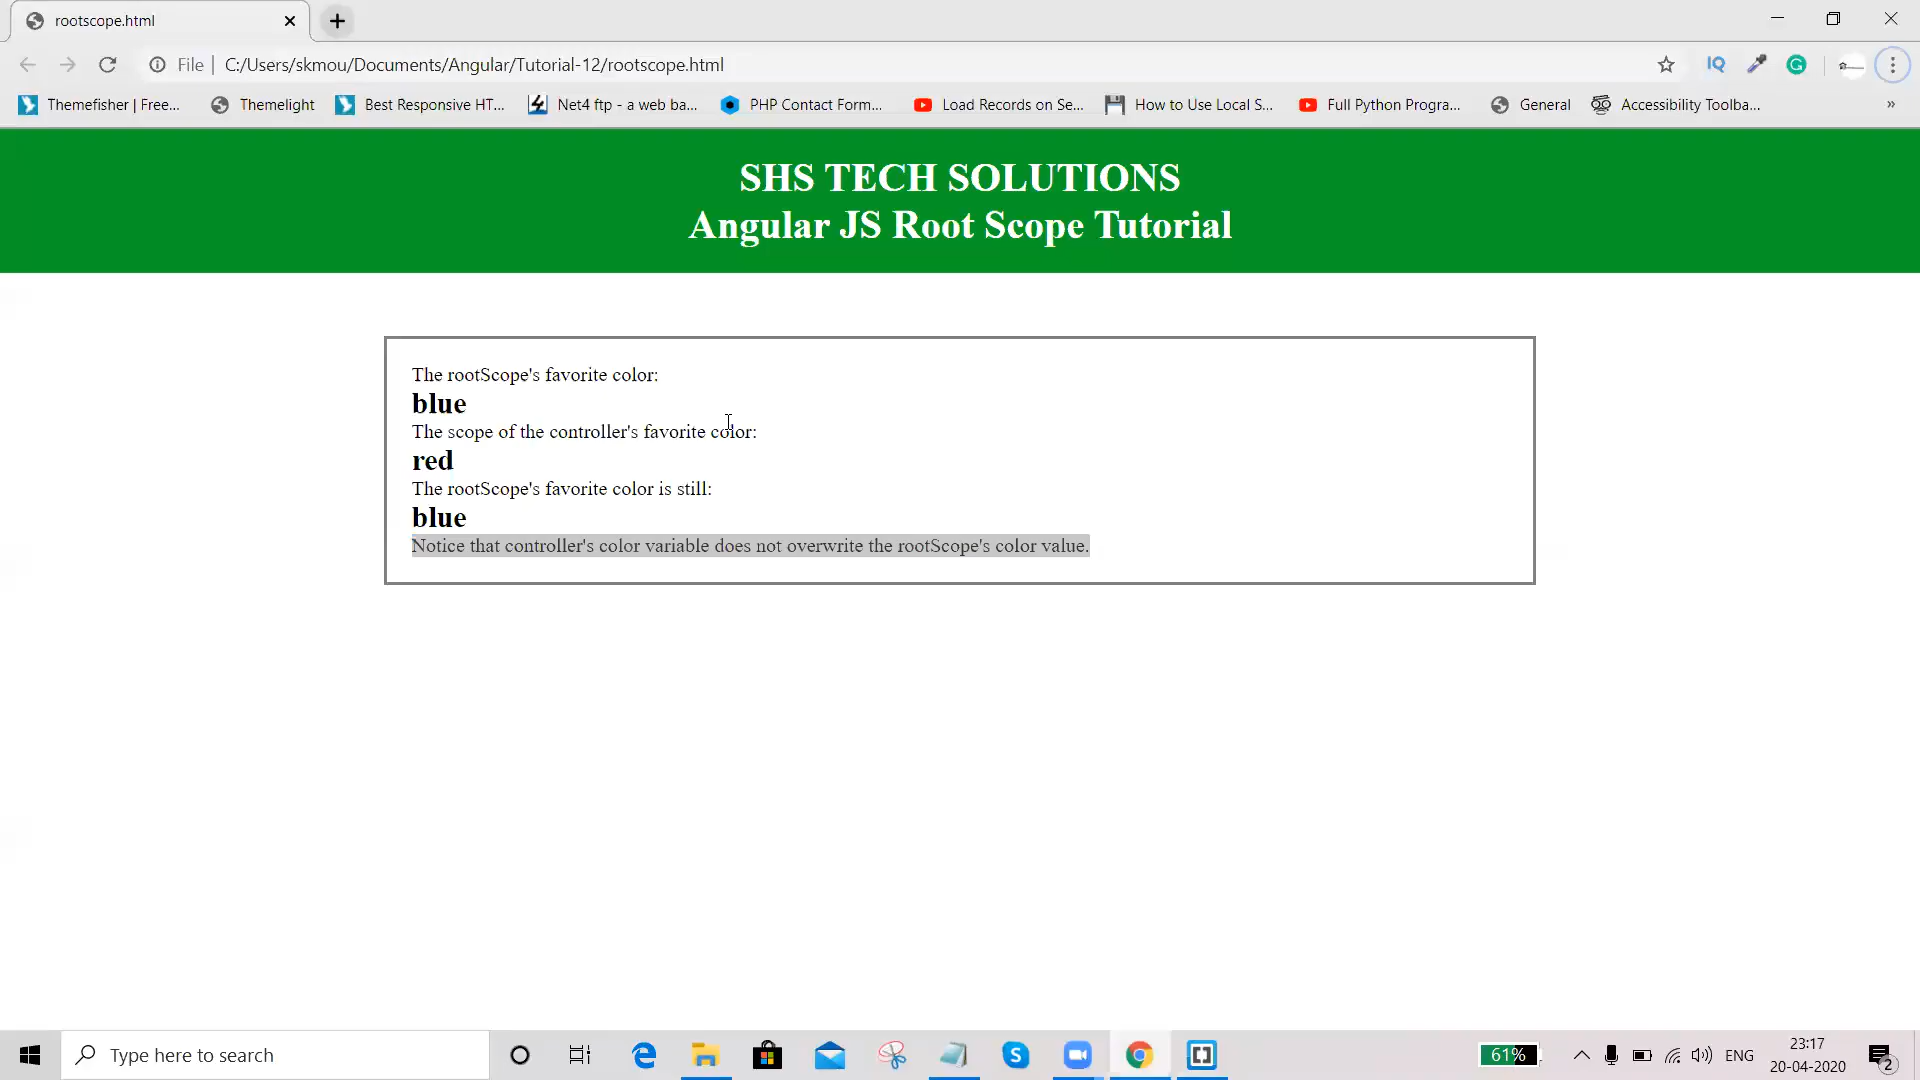 rootscope.html
File
C:/Users/skmou/Documents/Angular/Tutorial-12/rootscope.html
IQ
G
Themefisher | Free...
Themelight
Best Responsive HT...
Net4 ftp - a web ba...
PHP Contact Form...
Load Records on Se...
How to Use Local S...
Full Python Progra...
General
Accessibility Toolba...
»
SHS TECH SOLUTIONS
Angular JS Root Scope Tutorial
The rootScope's favorite color:
blue
The scope of the controller's favorite color:
red
The rootScope's favorite color is still:
blue
Notice that controller's color variable does not overwrite the rootScope's color value.
Type here to search
S
61%
ENG
23:17
20-04-2020
2